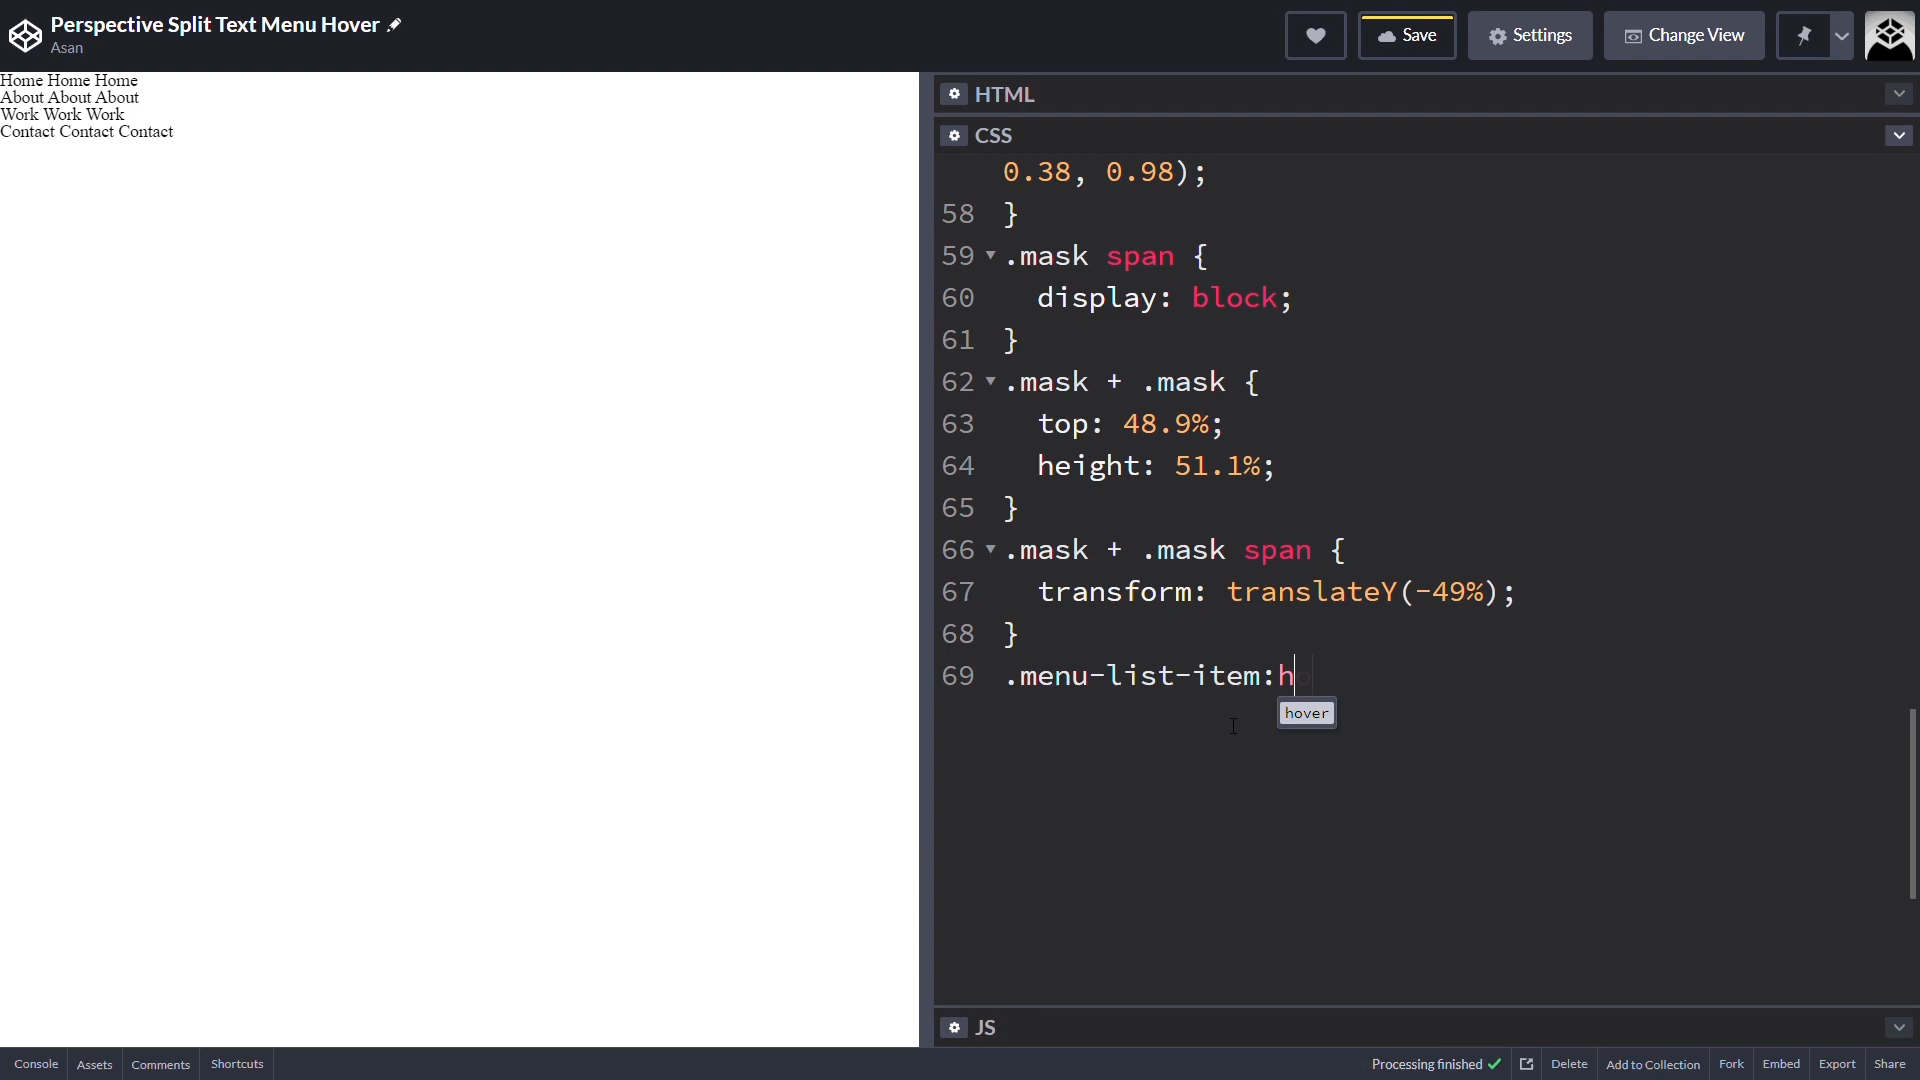 Perspective Split Text Menu Hover
Asan
Save
Settings
Change View
Home Home Home
About About About
Work Work Work
Contact Contact Contact
HTML
CSS
0.38, 0.98);
58 }
59 .mask span {
60 display: block;
61 }
62 .mask + .mask {
63 top: 48.9%;
64 height: 51.1%;
65 }
66 .mask + .mask span {
67 transform: translateY(-49%);
68 }
69 .menu-list-item:ho
hover
JS
Console Assets Comments Shortcuts Processing finished Delete Add to Collection Fork Embed Export Share